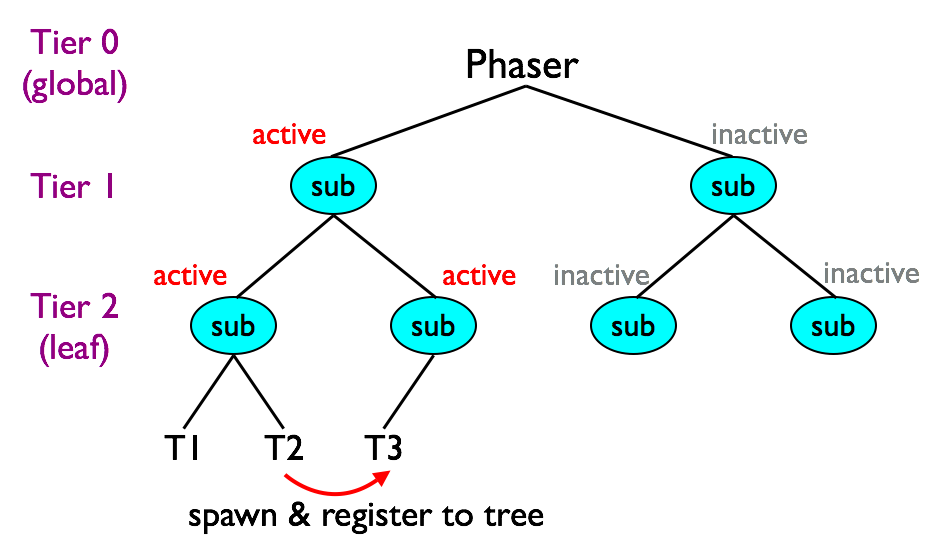 Tier 0
(global)
Phaser
active
inactive
Tier 1
sub
sub
active
active
inactive
inactive
Tier 2
(leaf)
sub
sub
sub
sub
T1
T2
T3
spawn & register to tree